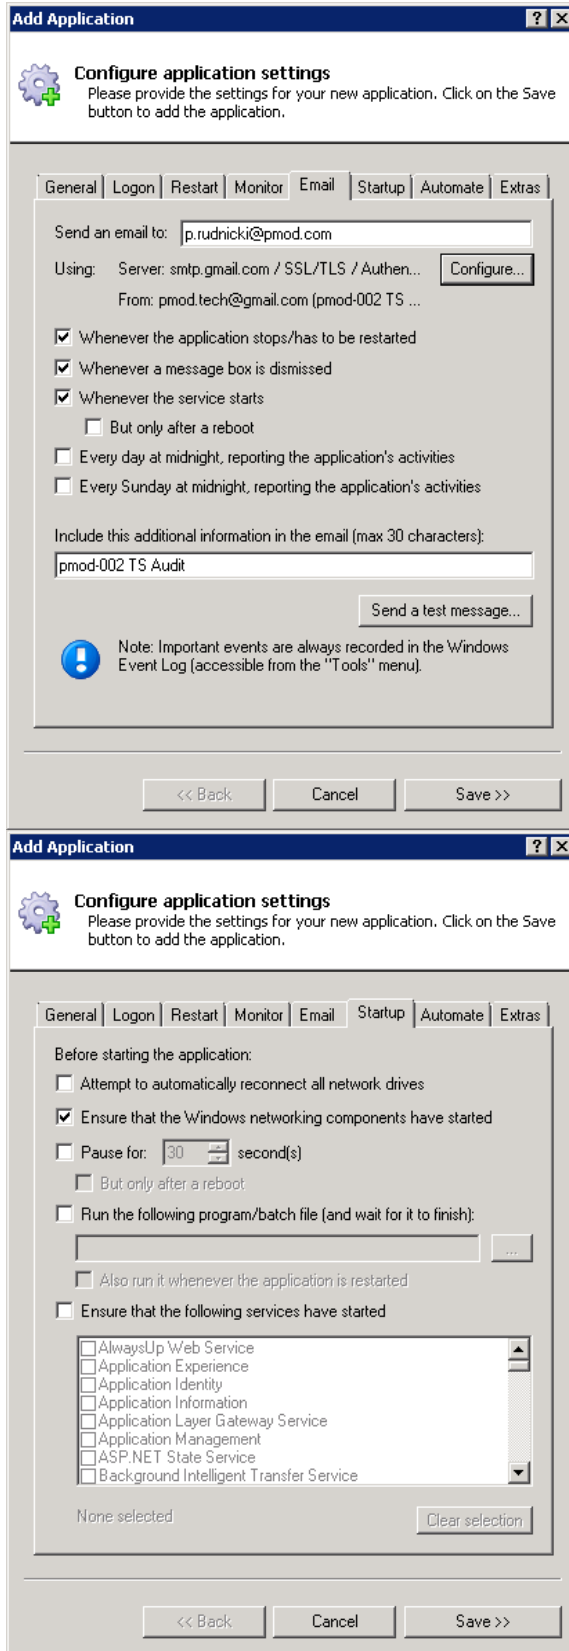 Add Application
? X
Configure application settings
Please provide the settings for your new application. Click on the Save
button to add the application.
General Logon Restart Monitor Email Startup Automate Extras
Send an email to: p.rudnicki@pmod.com
Using: Server: smtp.gmail.com / SSL/TLS / Authen... Configure...
From: pmod.tech@gmail.com (pmod-002 TS ...
Whenever the application stops/has to be restarted
Whenever a message box is dismissed
Whenever the service starts
But only after a reboot
Every day at midnight, reporting the application's activities
Every Sunday at midnight, reporting the application's activities
Include this additional information in the email (max 30 characters):
pmod-002 TS Audit
Send a test message...
Note: Important events are always recorded in the Windows
Event Log (accessible from the "Tools" menu).
<< Back Cancel Save >>
Add Application
? X
Configure application settings
Please provide the settings for your new application. Click on the Save
button to add the application.
General Logon Restart Monitor Email Startup Automate Extras
Before starting the application:
Attempt to automatically reconnect all network drives
Ensure that the Windows networking components have started
Pause for: 30 second(s)
But only after a reboot
Run the following program/batch file (and wait for it to finish):
...
Also run it whenever the application is restarted
Ensure that the following services have started
AlwaysUp Web Service
Application Experience
Application Identity
Application Information
Application Layer Gateway Service
Application Management
ASP.NET State Service
Background Intelligent Transfer Service
None selected Clear selection
<< Back Cancel Save >>